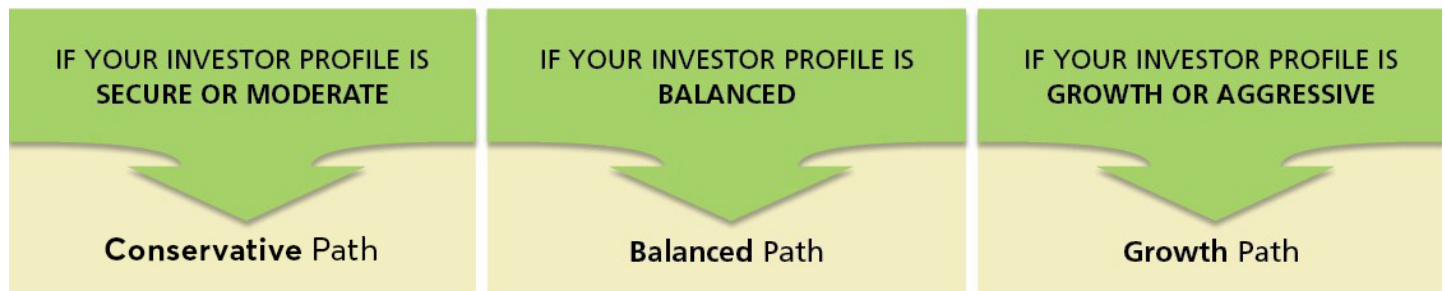 IF YOUR INVESTOR PROFILE IS
SECURE OR MODERATE
Conservative Path
IF YOUR INVESTOR PROFILE IS
BALANCED
Balanced Path
IF YOUR INVESTOR PROFILE IS
GROWTH OR AGGRESSIVE
Growth Path